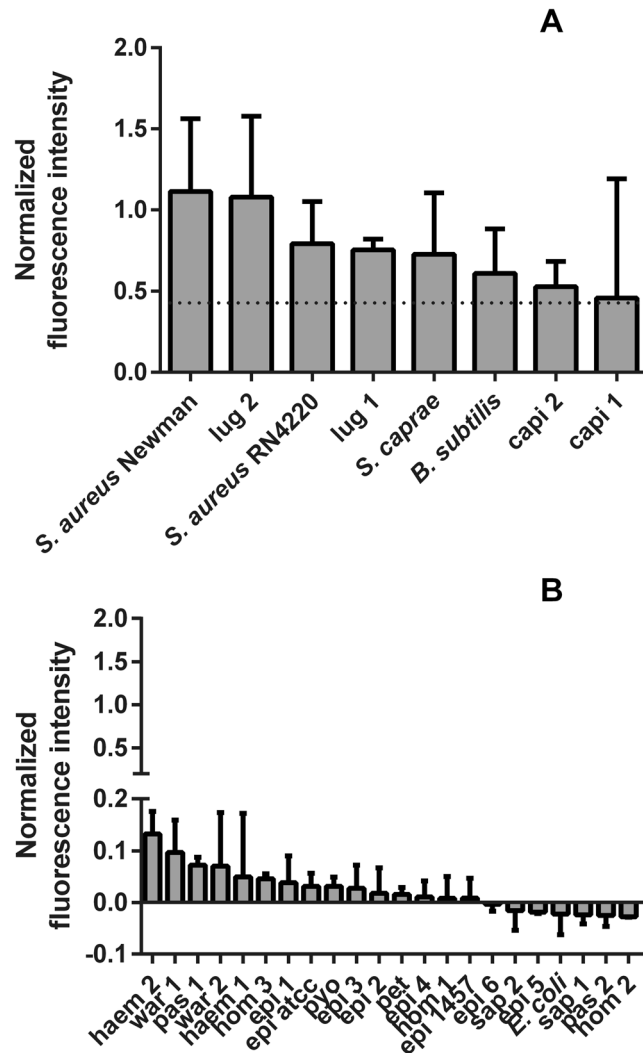 A
Normalized
fluorescence intensity
2.0
1.5
1.0
0.5
0.0
S. aureus Newman
lug 2
S. aureus RN4220
lug 1
S. caprae
B. subtilis
capi 2
capi 1
B
Normalized
fluorescence intensity
2.0
1.5
1.0
0.5
0.2
0.1
0.0
-0.1
haem 2
war 1
pas 1
war 2
haem 1
hom 3
epi 1
epi atcc
pyo
epi 3
epi 2
pet
epi 4
hom 1
epi 1457
epi 6
sap 2
epi 5
E. coli
sap 1
pas 2
hom 2